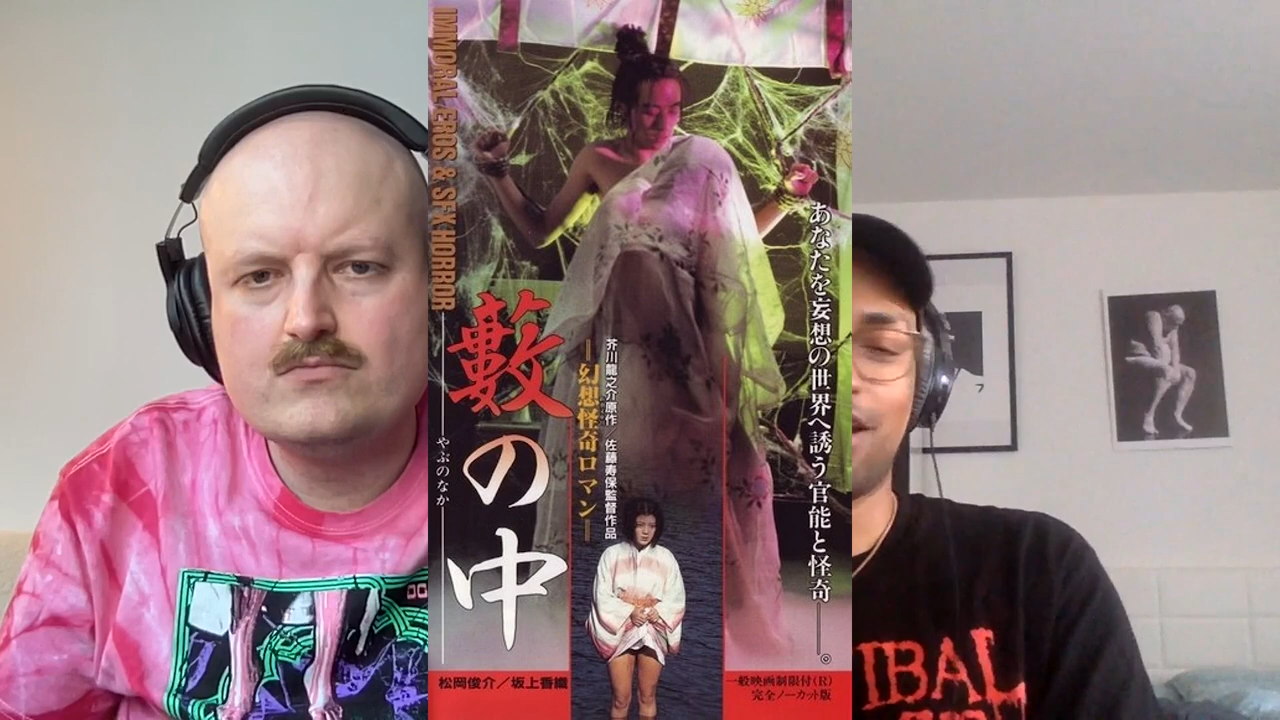 IMMORAL EROS & SFX HORROR
藪の中
やぶのなか
芥川龍之介原作/佐藤寿保監督作品
幻想怪奇ロマン
あなたを妄想の世界へ誘う官能と怪奇――。
松岡俊介/坂上香織
一般映画制限付(R)
完全ノーカット版
IBAL